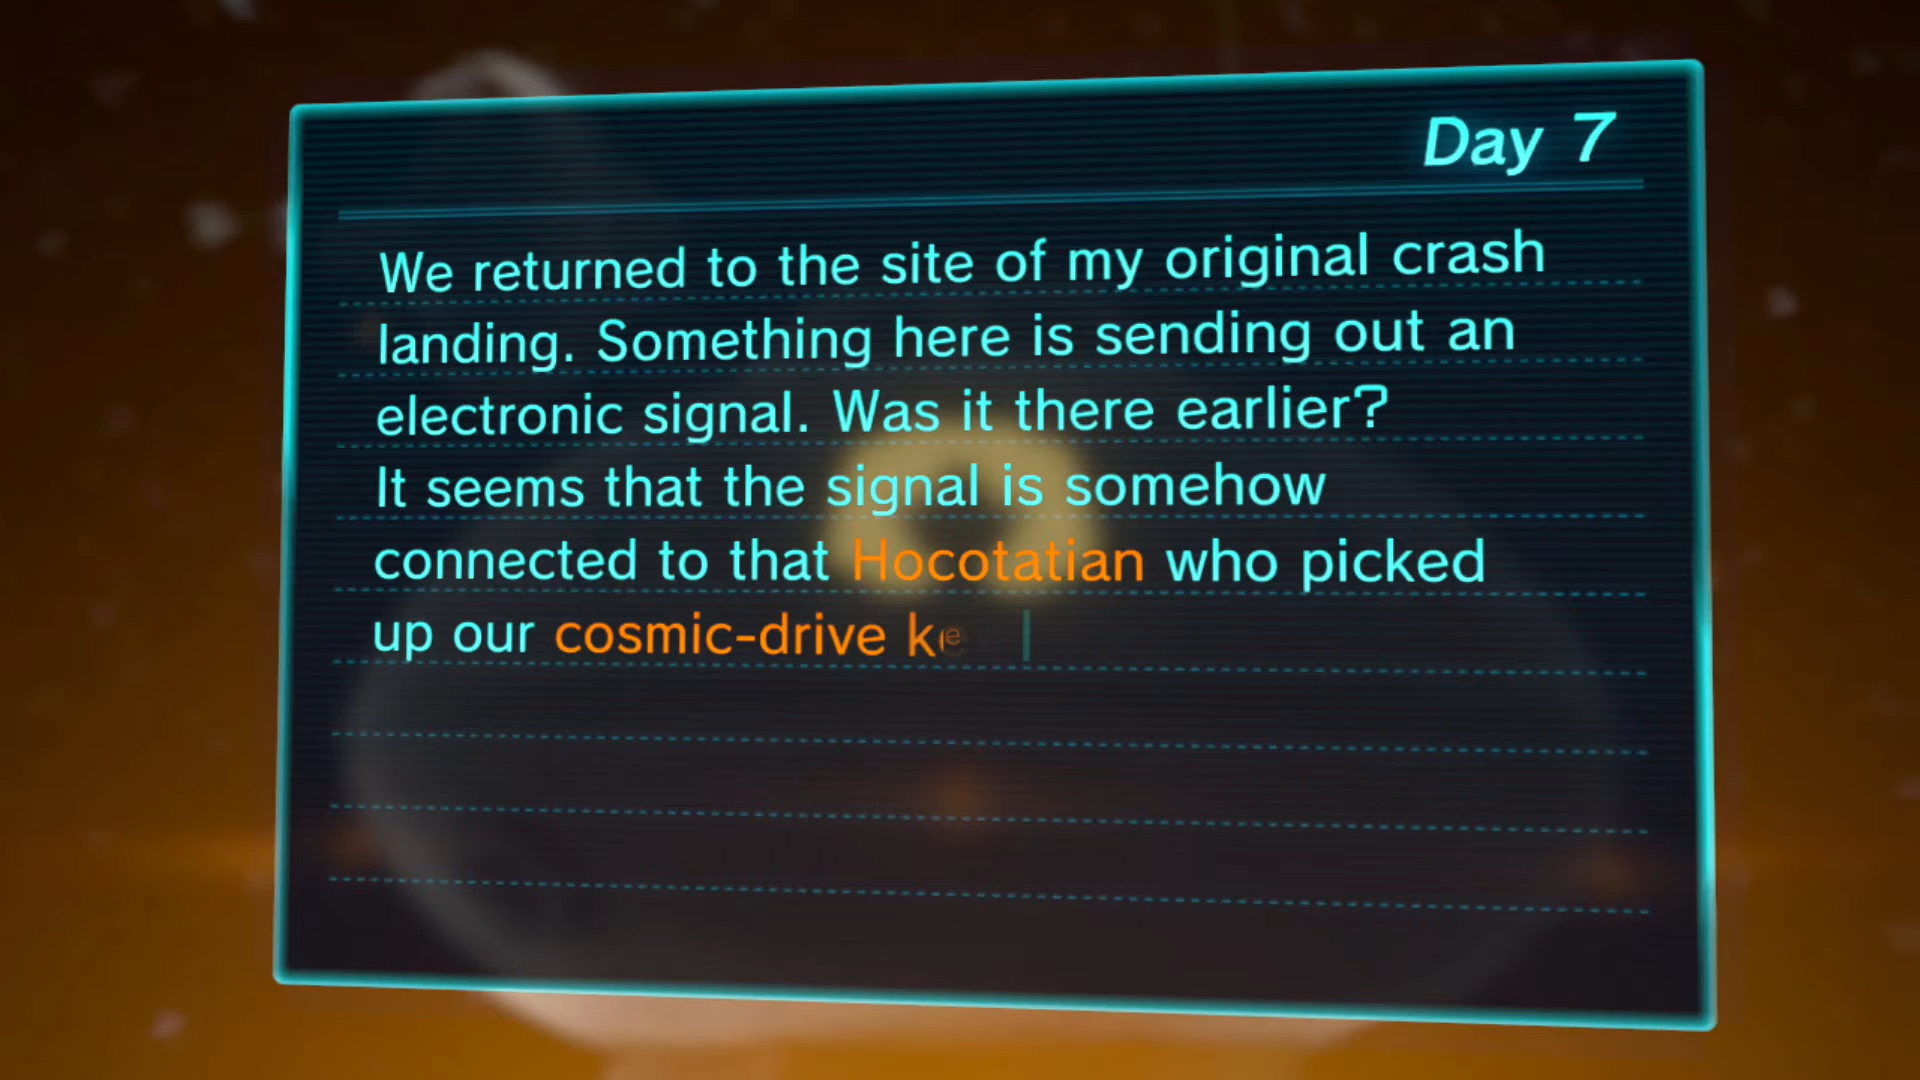 Day 7
We returned to the site of my original crash
landing. Something here is sending out an
electronic signal. Was it there earlier?
It seems that the signal is somehow
connected to that Hocotatian who picked
up our cosmic-drive ke